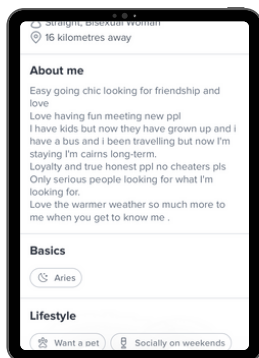 Straight, Bisexual Woman
16 kilometres away
About me
Easy going chic looking for friendship and
love
Love having fun meeting new ppl
I have kids but now they have grown up and i
have a bus and i been travelling but now I'm
staying I'm cairns long-term.
Loyalty and true honest ppl no cheaters pls
Only serious people looking for what I'm
looking for.
Love the warmer weather so much more to
me when you get to know me .
Basics
Aries
Lifestyle
Want a pet Socially on weekends